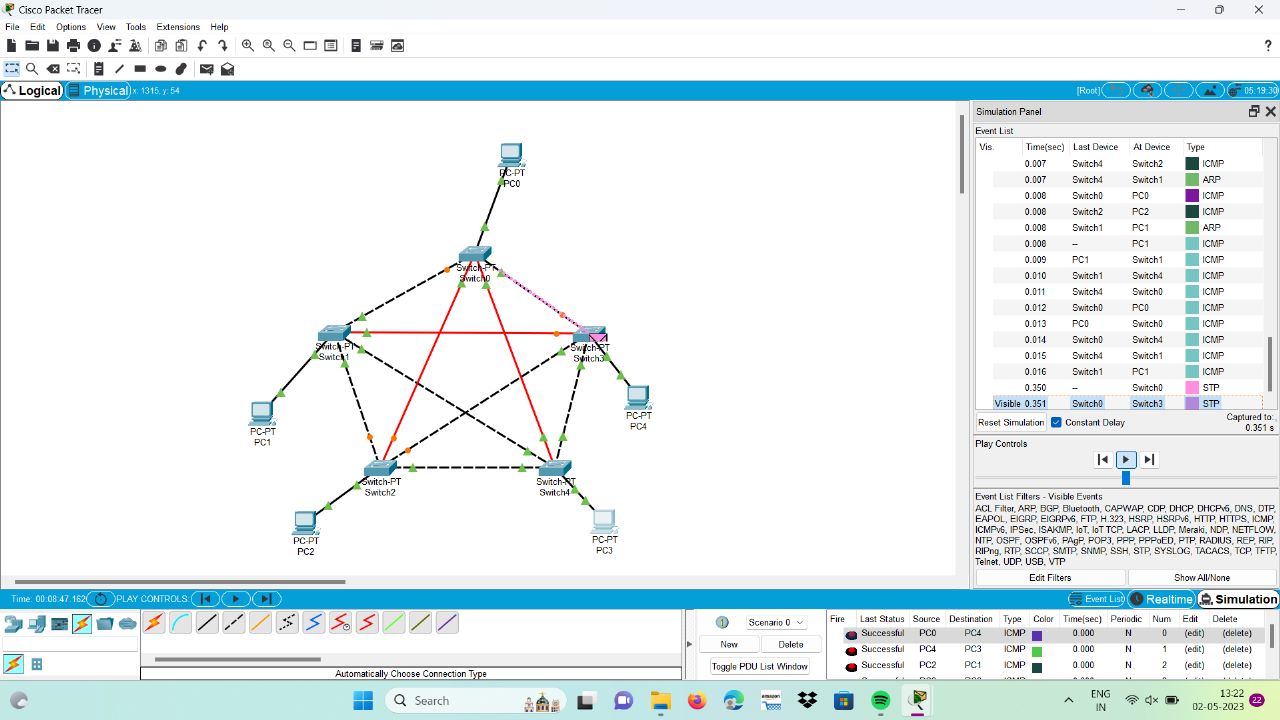 Cisco Packet Tracer
File Edit Options View Tools Extensions Help
?
Logical Physical x: 1315, y: 54 [Root] 05:19:30
PC-PT
PC0
Switch-PT
Switch0
Switch-PT
Switch1
Switch-PT
Switch3
PC-PT
PC1
PC-PT
PC4
Switch-PT
Switch2
Switch-PT
Switch4
PC-PT
PC2
PC-PT
PC3
Simulation Panel
Event List
Vis. Time(sec) Last Device At Device Type
0.007 Switch4 Switch2 ICMP
0.007 Switch4 Switch1 ARP
0.008 Switch0 PC0 ICMP
0.008 Switch2 PC2 ICMP
0.008 Switch1 PC1 ARP
0.008 -- PC1 ICMP
0.009 PC1 Switch1 ICMP
0.010 Switch1 Switch4 ICMP
0.011 Switch4 Switch0 ICMP
0.012 Switch0 PC0 ICMP
0.013 PC0 Switch0 ICMP
0.014 Switch0 Switch4 ICMP
0.015 Switch4 Switch1 ICMP
0.016 Switch1 PC1 ICMP
0.350 -- Switch0 STP
Visible 0.351 Switch0 Switch3 STP
Reset Simulation Constant Delay Captured to:
0.351 s
Play Controls
Event List Filters - Visible Events
ACL Filter, ARP, BGP, Bluetooth, CAPWAP, CDP, DHCP, DHCPv6, DNS, DTP,
EAPOL, EIGRP, EIGRPv6, FTP, H.323, HSRP, HSRPv6, HTTP, HTTPS, ICMP,
ICMPv6, IPSec, ISAKMP, IoT, IoT TCP, LACP, LLDP, Meraki, NDP, NETFLOW,
NTP, OSPF, OSPFv6, PAgP, POP3, PPP, PPPoED, PTP, RADIUS, REP, RIP,
RIPng, RTP, SCCP, SMTP, SNMP, SSH, STP, SYSLOG, TACACS, TCP, TFTP,
Telnet, UDP, USB, VTP
Edit Filters Show All/None
Time: 00:08:47.162 PLAY CONTROLS: Event List Realtime Simulation
Automatically Choose Connection Type
Scenario 0
New Delete
Toggle PDU List Window
Fire Last Status Source Destination Type Color Time(sec) Periodic Num Edit Delete
Successful PC0 PC4 ICMP 0.000 N 0 (edit) (delete)
Successful PC4 PC3 ICMP 0.000 N 1 (edit) (delete)
Successful PC2 PC1 ICMP 0.000 N 2 (edit) (delete)
Search
amazon
ENG
IN
13:22
02-05-2023
22